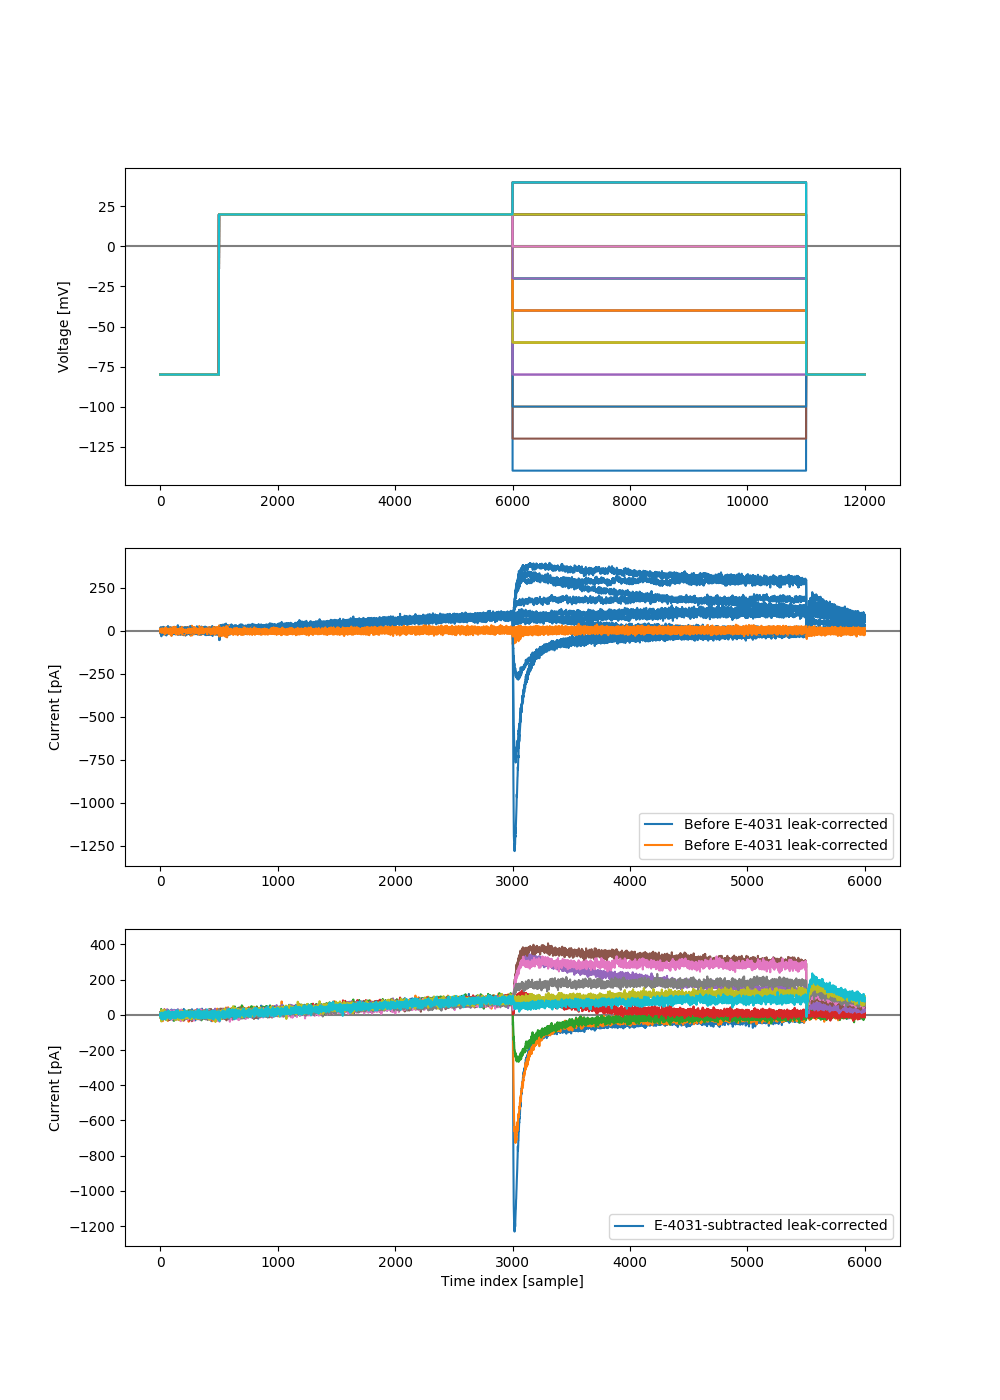 25
0
−25
−50
−75
−100
−125
Voltage [mV]
0 2000 4000 6000 8000 10000 12000
250
0
−250
−500
−750
−1000
−1250
Current [pA]
Before E-4031 leak-corrected
Before E-4031 leak-corrected
0 1000 2000 3000 4000 5000 6000
400
200
0
−200
−400
−600
−800
−1000
−1200
Current [pA]
E-4031-subtracted leak-corrected
0 1000 2000 3000 4000 5000 6000
Time index [sample]